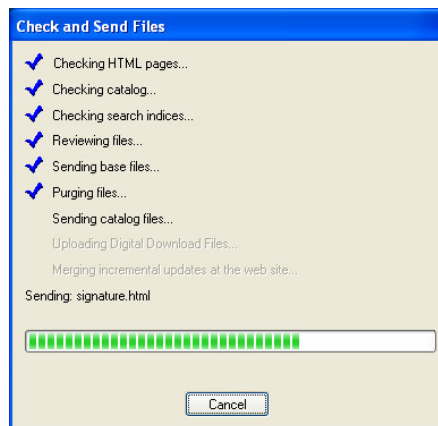 Check and Send Files
Checking HTML pages...
Checking catalog...
Checking search indices...
Reviewing files...
Sending base files...
Purging files...
Sending catalog files...
Uploading Digital Download Files...
Merging incremental updates at the web site...
Sending: signature.html
Cancel